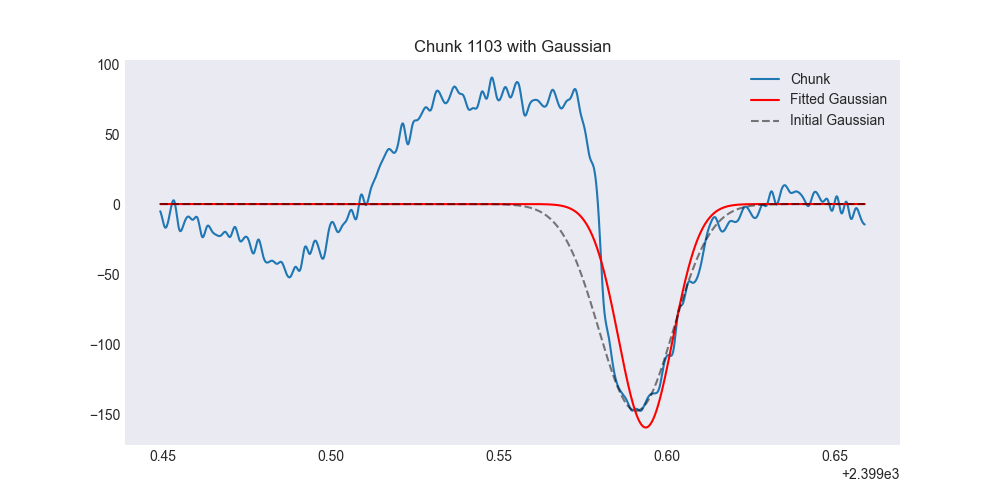 Chunk 1103 with Gaussian
100
50
0
−50
−100
−150
Chunk
Fitted Gaussian
Initial Gaussian
0.45 0.50 0.55 0.60 0.65
+2.399e3